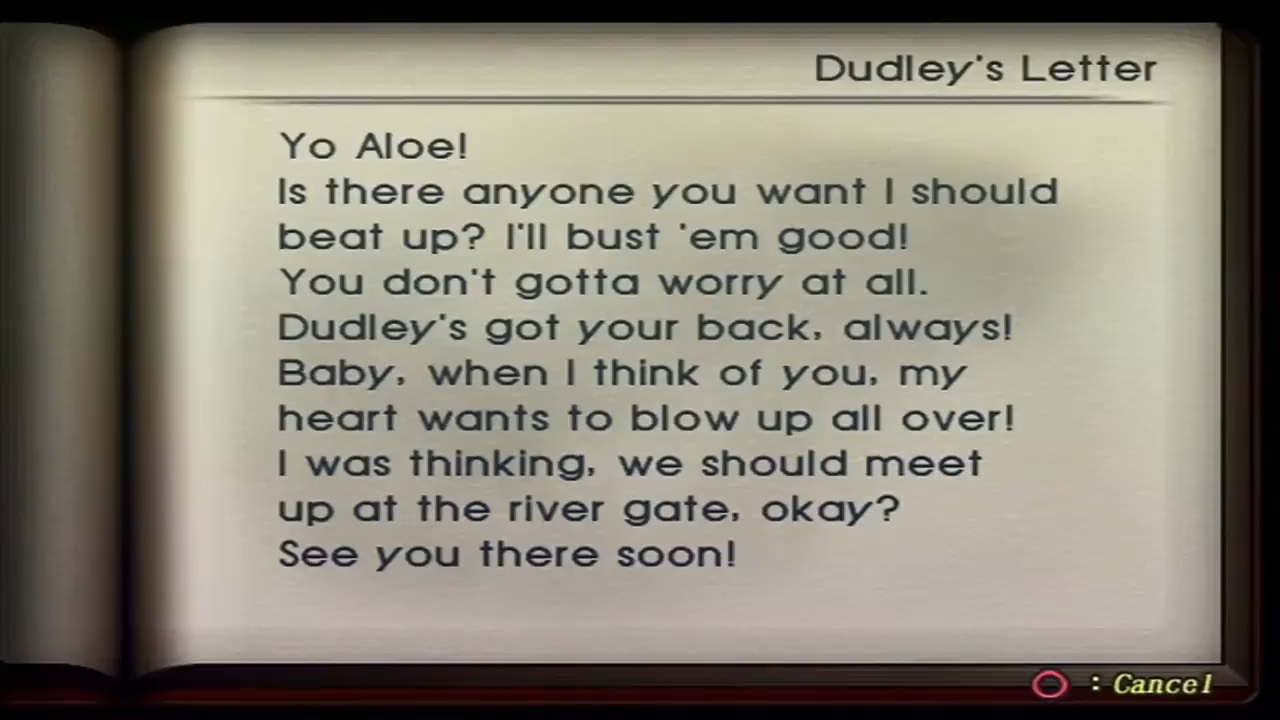 Dudley's Letter
Yo Aloe!
Is there anyone you want I should
beat up? I'll bust 'em good!
You don't gotta worry at all.
Dudley's got your back, always!
Baby, when I think of you, my
heart wants to blow up all over!
I was thinking, we should meet
up at the river gate, okay?
See you there soon!
: Cancel